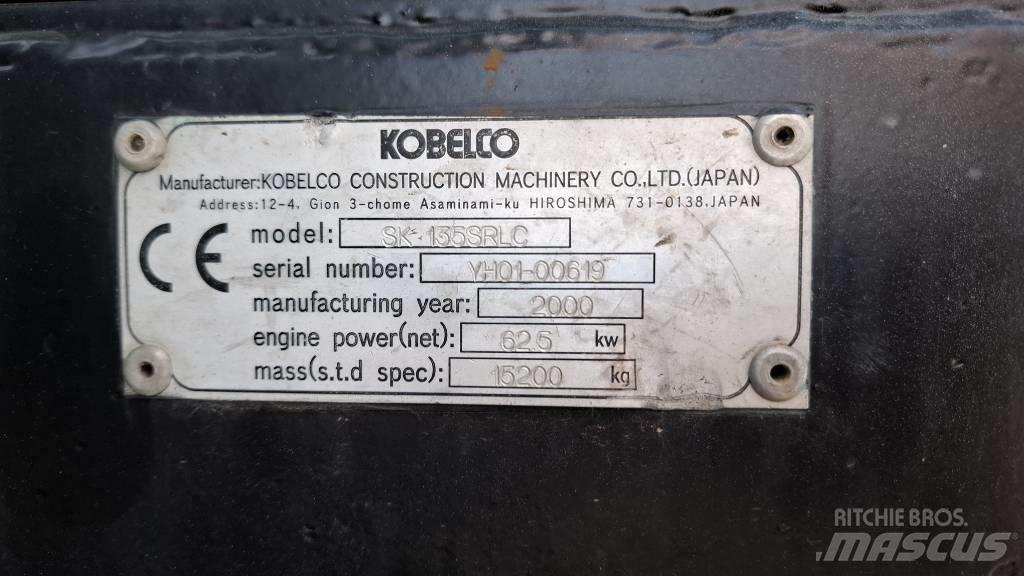 KOBELCO
Manufacturer:KOBELCO CONSTRUCTION MACHINERY CO.,LTD.(JAPAN)
Address:12-4, Gion 3-chome Asaminami-ku HIROSHIMA 731-0138.JAPAN
CE
model: SK-135SRLC
serial number: YH01-00619
manufacturing year: 2000
engine power(net): 62.5 kw
mass(s.t.d spec): 15200 kg
RITCHIE BROS.
MASCUS